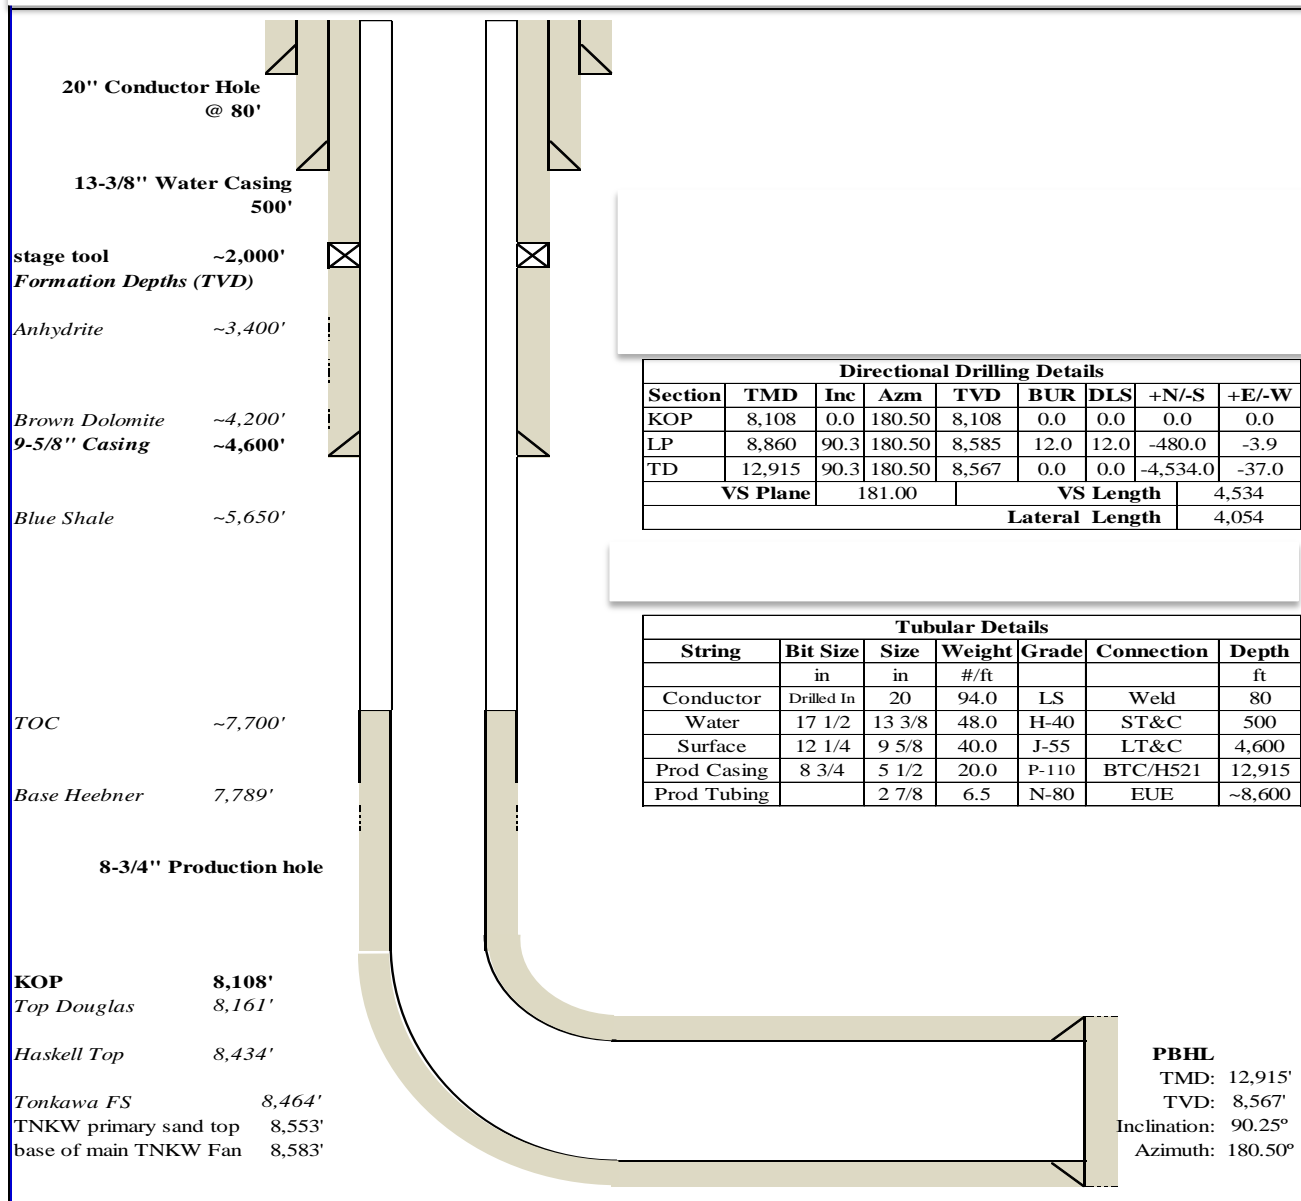 20" Conductor Hole
@ 80'
13-3/8" Water Casing
500'
stage tool ~2,000'
Formation Depths (TVD)
Anhydrite ~3,400'
Brown Dolomite ~4,200'
9-5/8" Casing ~4,600'
Blue Shale ~5,650'
TOC ~7,700'
Base Heebner 7,789'
8-3/4" Production hole
KOP 8,108'
Top Douglas 8,161'
Haskell Top 8,434'
Tonkawa FS 8,464'
TNKW primary sand top 8,553'
base of main TNKW Fan 8,583'
Directional Drilling Details
Section TMD Inc Azm TVD BUR DLS +N/-S +E/-W
KOP 8,108 0.0 180.50 8,108 0.0 0.0 0.0 0.0
LP 8,860 90.3 180.50 8,585 12.0 12.0 -480.0 -3.9
TD 12,915 90.3 180.50 8,567 0.0 0.0 -4,534.0 -37.0
VS Plane 181.00 VS Length 4,534
Lateral Length 4,054
Tubular Details
String Bit Size Size Weight Grade Connection Depth
in in #/ft ft
Conductor Drilled In 20 94.0 LS Weld 80
Water 17 1/2 13 3/8 48.0 H-40 ST&C 500
Surface 12 1/4 9 5/8 40.0 J-55 LT&C 4,600
Prod Casing 8 3/4 5 1/2 20.0 P-110 BTC/H521 12,915
Prod Tubing 2 7/8 6.5 N-80 EUE ~8,600
PBHL
TMD: 12,915'
TVD: 8,567'
Inclination: 90.25º
Azimuth: 180.50º